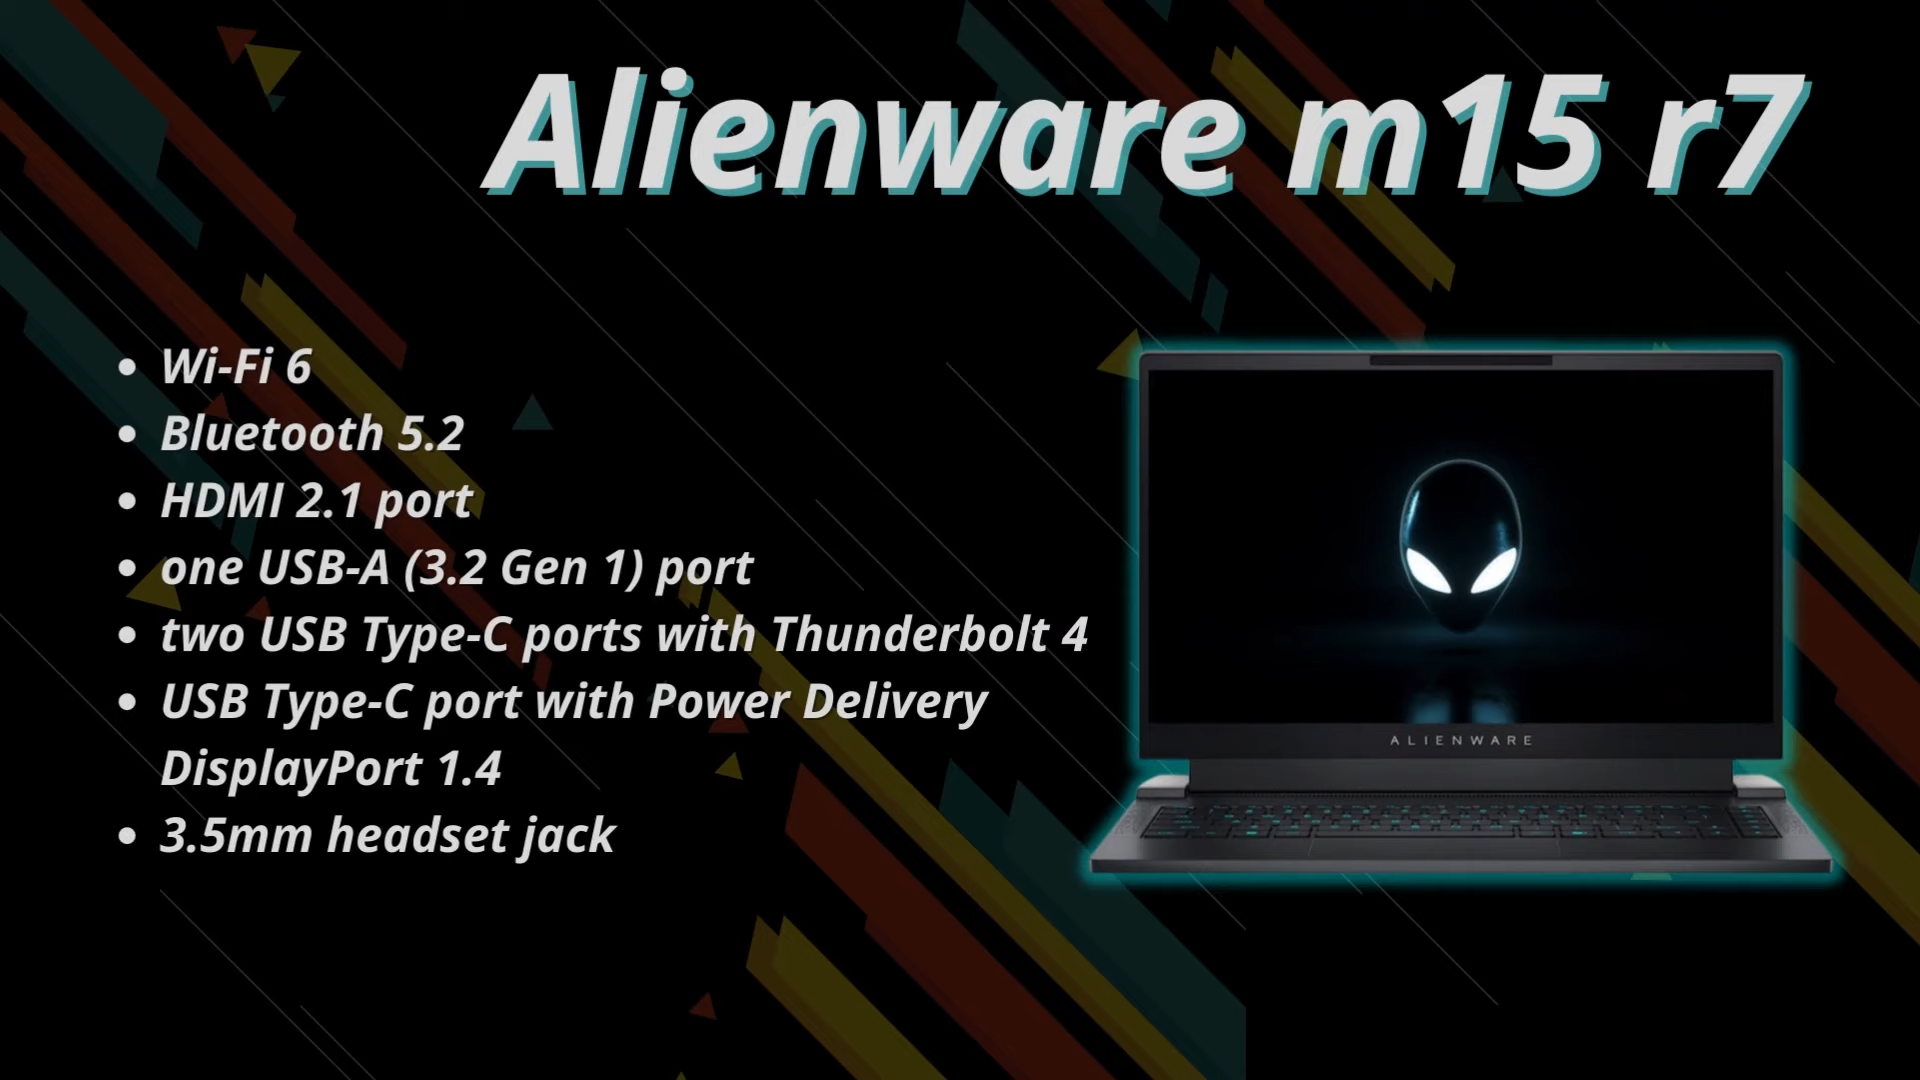 Alienware m15 r7
• Wi-Fi 6
• Bluetooth 5.2
• HDMI 2.1 port
• one USB-A (3.2 Gen 1) port
• two USB Type-C ports with Thunderbolt 4
• USB Type-C port with Power Delivery
DisplayPort 1.4
• 3.5mm headset jack
ALIENWARE